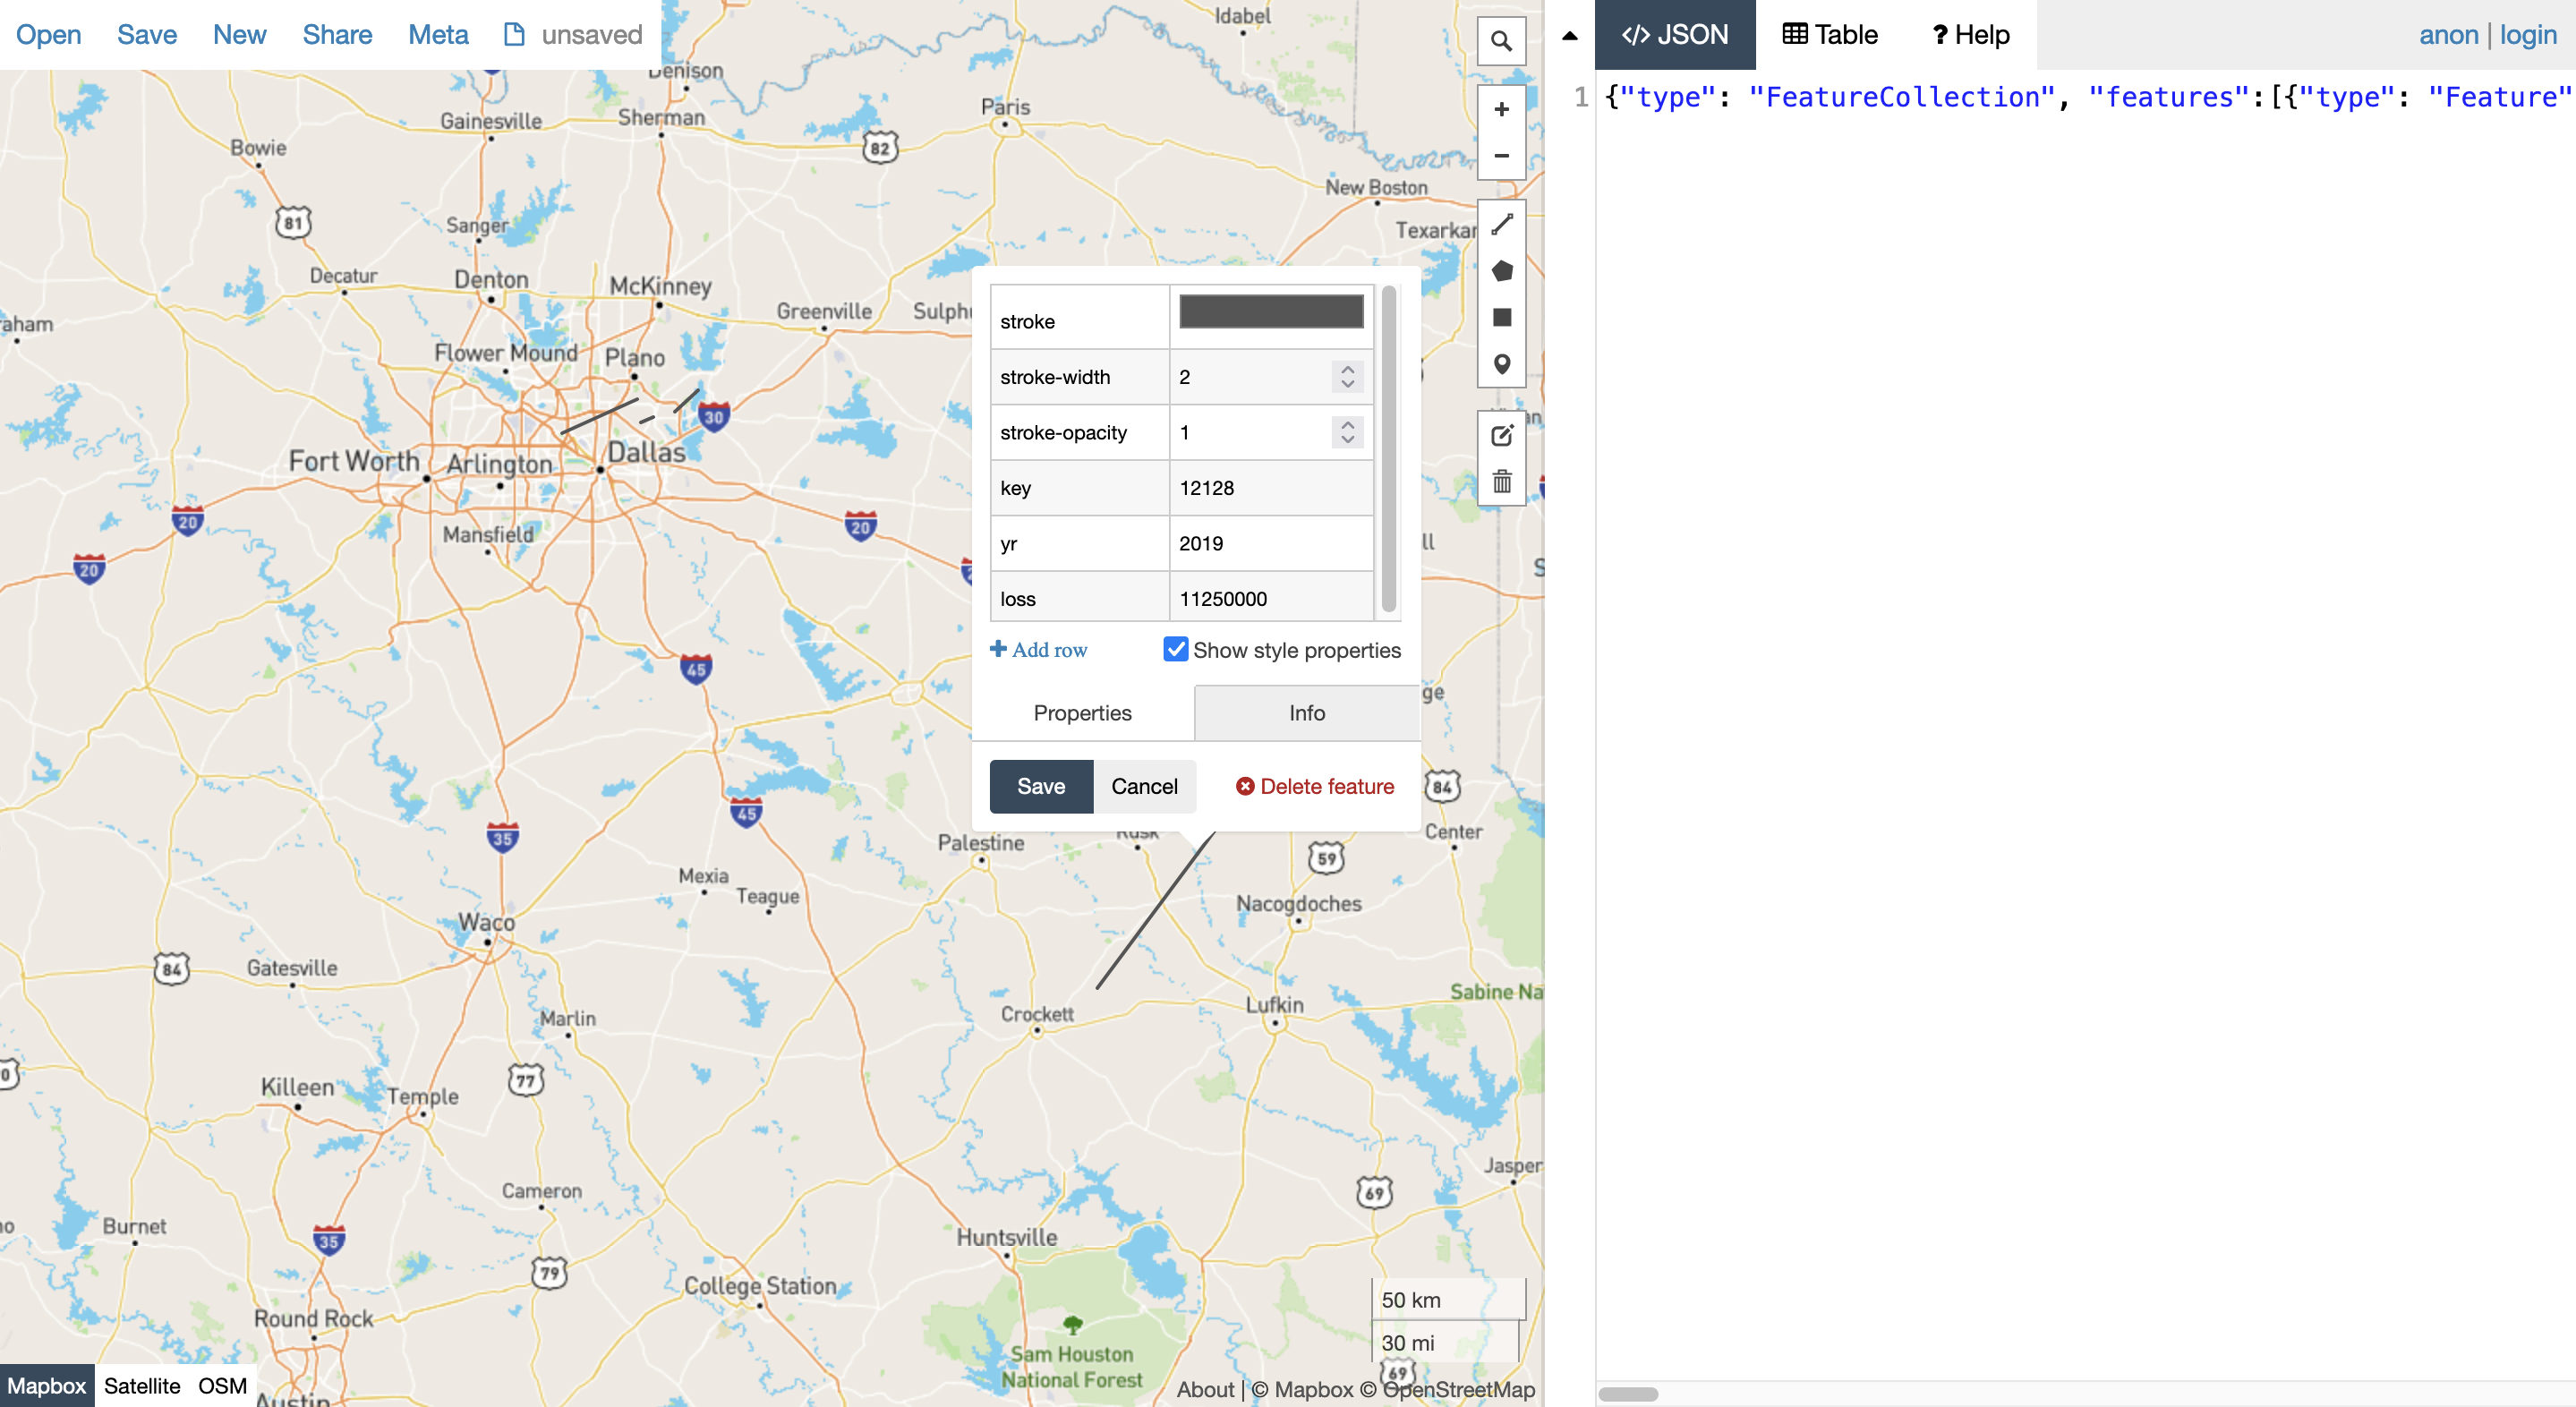 Open Save New Share Meta unsaved
</> JSON Table ? Help anon | login
1 {"type": "FeatureCollection", "features":[{"type": "Feature"
Idabel
Denison
Paris
Gainesville
Sherman
82
Bowie
New Boston
81
Sanger
Decatur
Denton
McKinney
Greenville
Flower Mound
Plano
30
Fort Worth
Arlington
Dallas
20
20
20
Mansfield
stroke
stroke-width 2
stroke-opacity 1
key 12128
yr 2019
loss 11250000
+ Add row
Show style properties
Properties Info
Save Cancel Delete feature
45
45
35
84
Center
Palestine
Rusk
59
Mexia
Teague
Nacogdoches
Waco
84
Gatesville
Crockett
Lufkin
Marlin
Killeen
Temple
77
Jasper
Cameron
69
Burnet
35
Huntsville
79
College Station
Round Rock
50 km
30 mi
Sam Houston
National Forest
69
Mapbox Satellite OSM
Austin
About | © Mapbox © OpenStreetMap